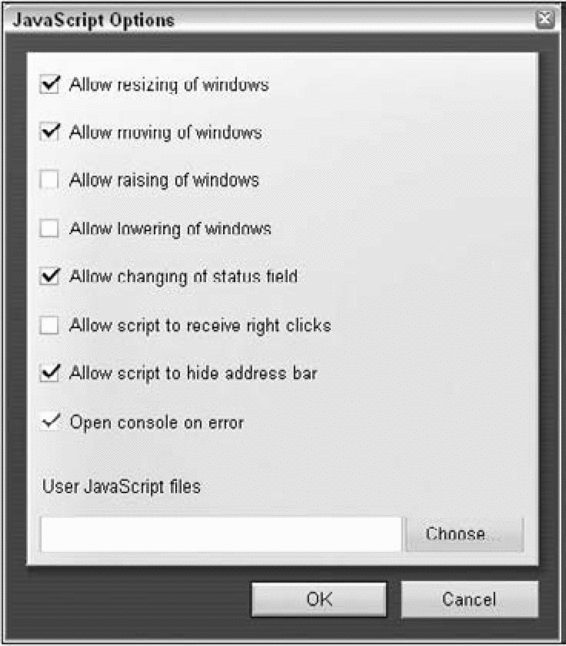 JavaScript Options
Allow resizing of windows
Allow moving of windows
Allow raising of windows
Allow lowering of windows
Allow changing of status field
Allow script to receive right clicks
Allow script to hide address bar
Open console on error
User JavaScript files
Choose...
OK Cancel